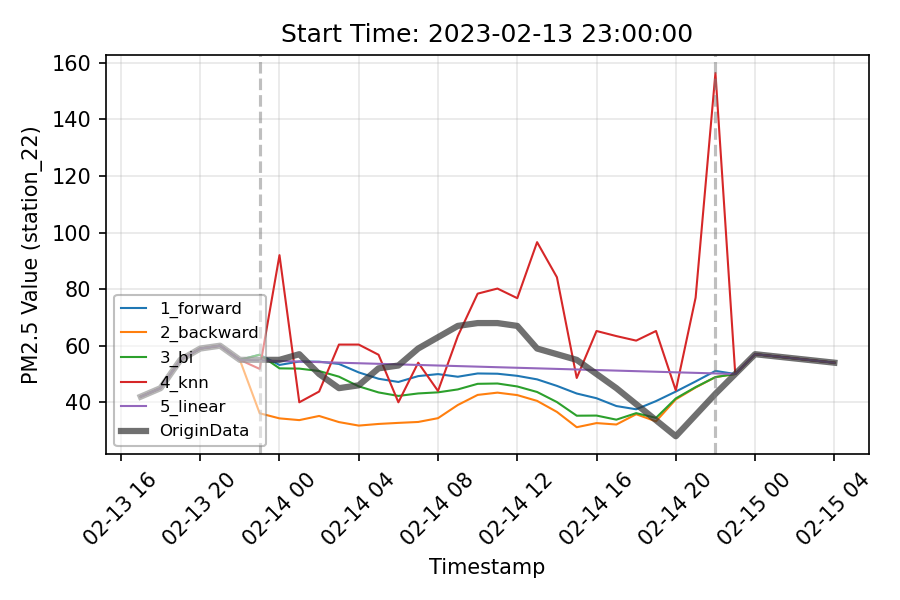 Start Time: 2023-02-13 23:00:00
PM2.5 Value (station_22)
160
140
120
100
80
60
40
1_forward
2_backward
3_bi
4_knn
5_linear
OriginData
02-13 16
02-13 20
02-14 00
02-14 04
02-14 08
02-14 12
02-14 16
02-14 20
02-15 00
02-15 04
Timestamp